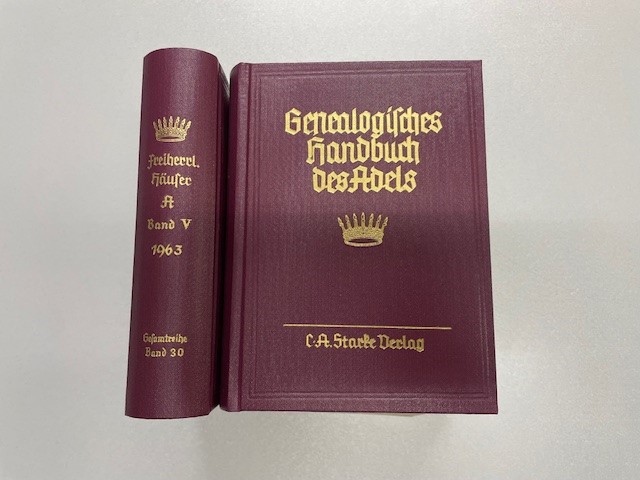 Freiherrl.
Häuser
A
Band V
1963
Gesamtreihe
Band 30
Genealogisches
Handbuch
des Adels
C. A. Starke Verlag